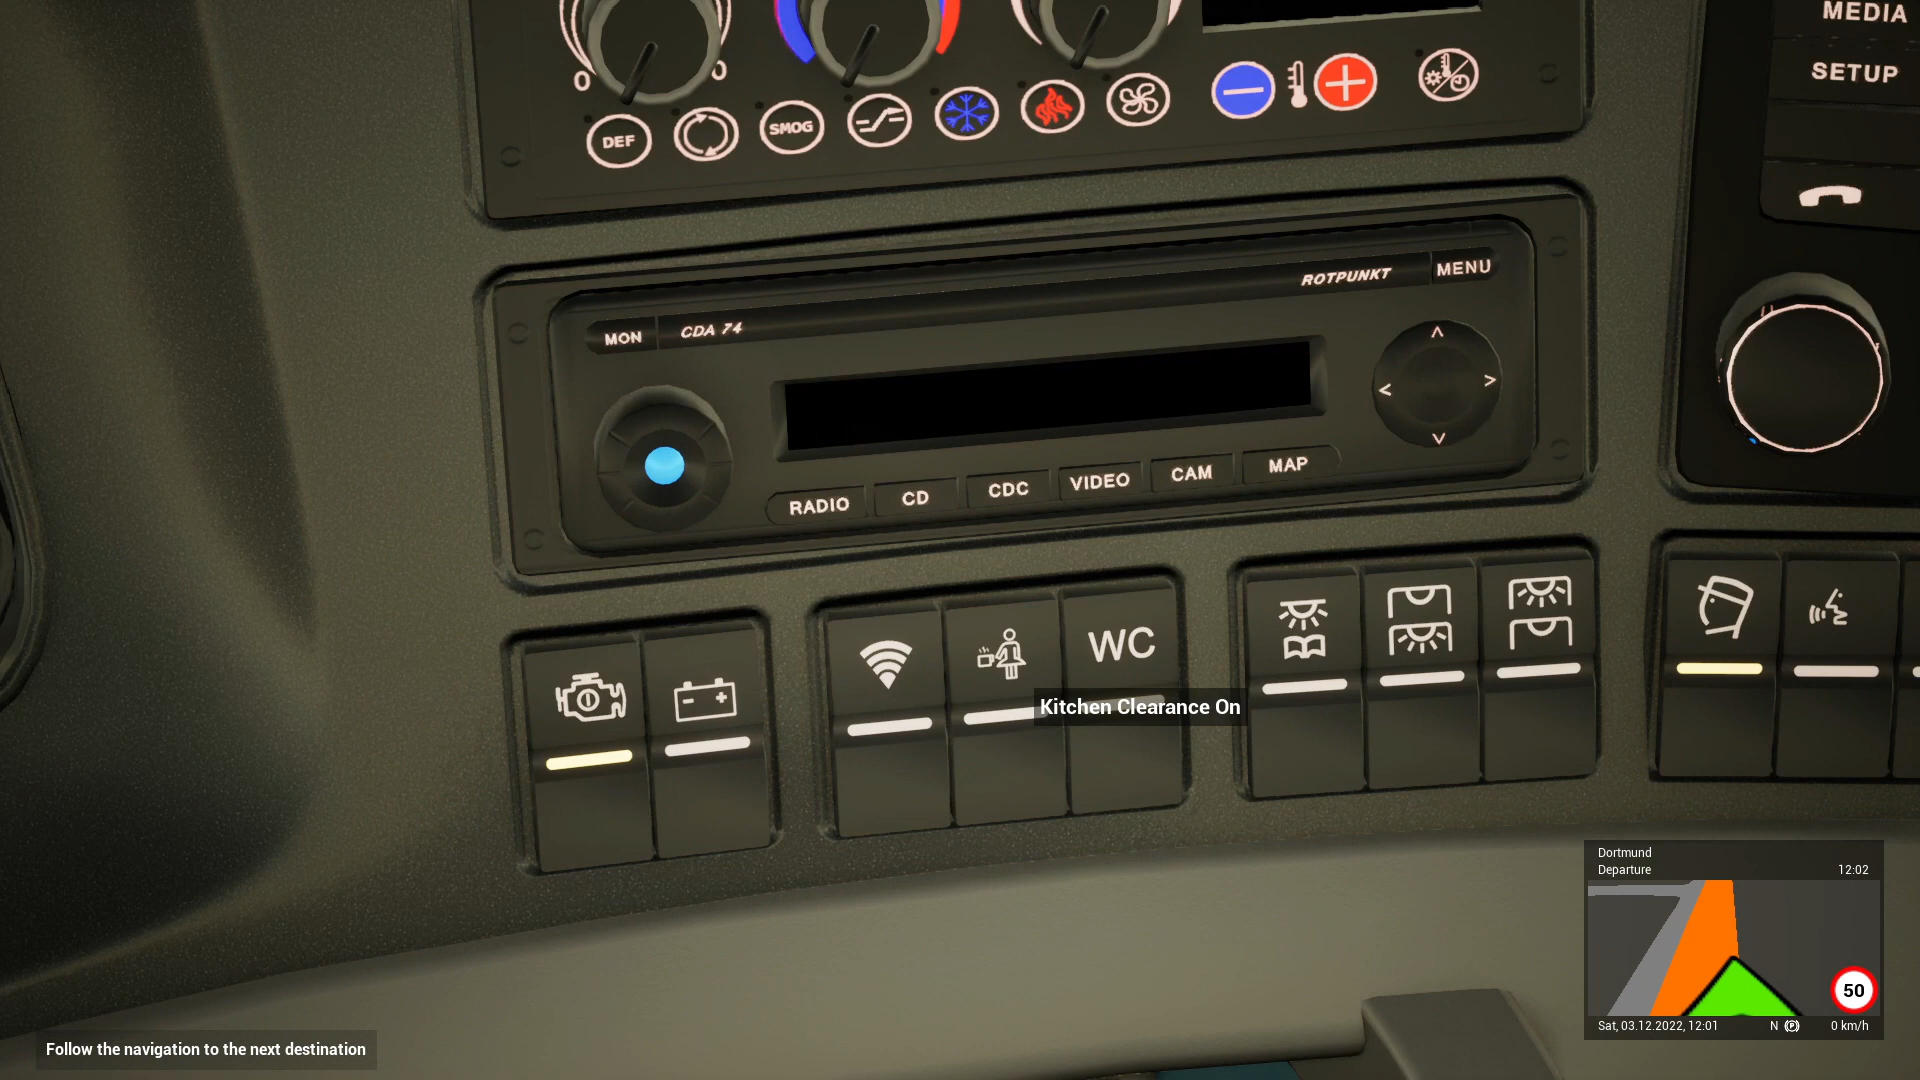 MEDIA
SETUP
0
0
DEF
SMOG
ROTPUNKT
MENU
MON
CDA 74
RADIO
CD
CDC
VIDEO
CAM
MAP
WC
Kitchen Clearance On
Dortmund
Departure
12:02
50
Sat, 03.12.2022, 12:01
N
P
0 km/h
Follow the navigation to the next destination